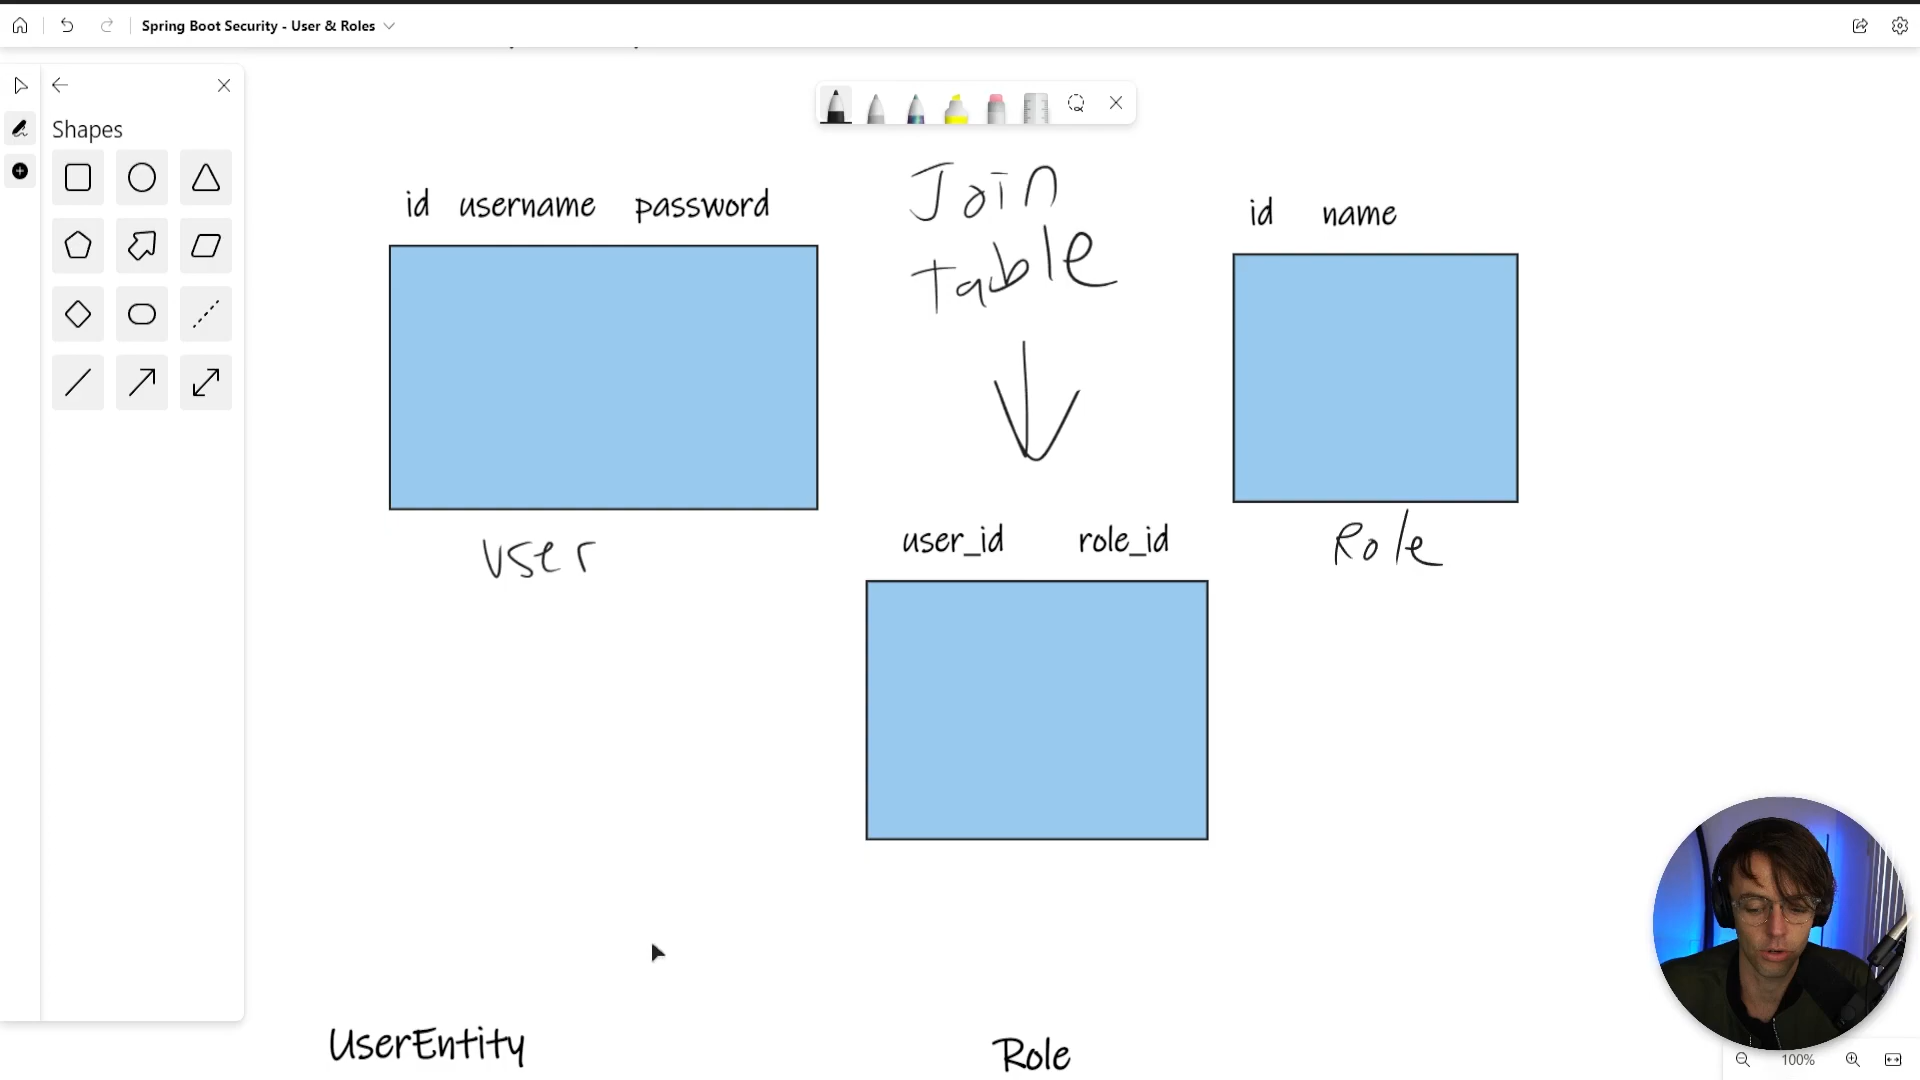 Spring Boot Security - User & Roles
Shapes
Join
Table
id username password
id name
User
user_id role_id
Role
UserEntity
Role
100%